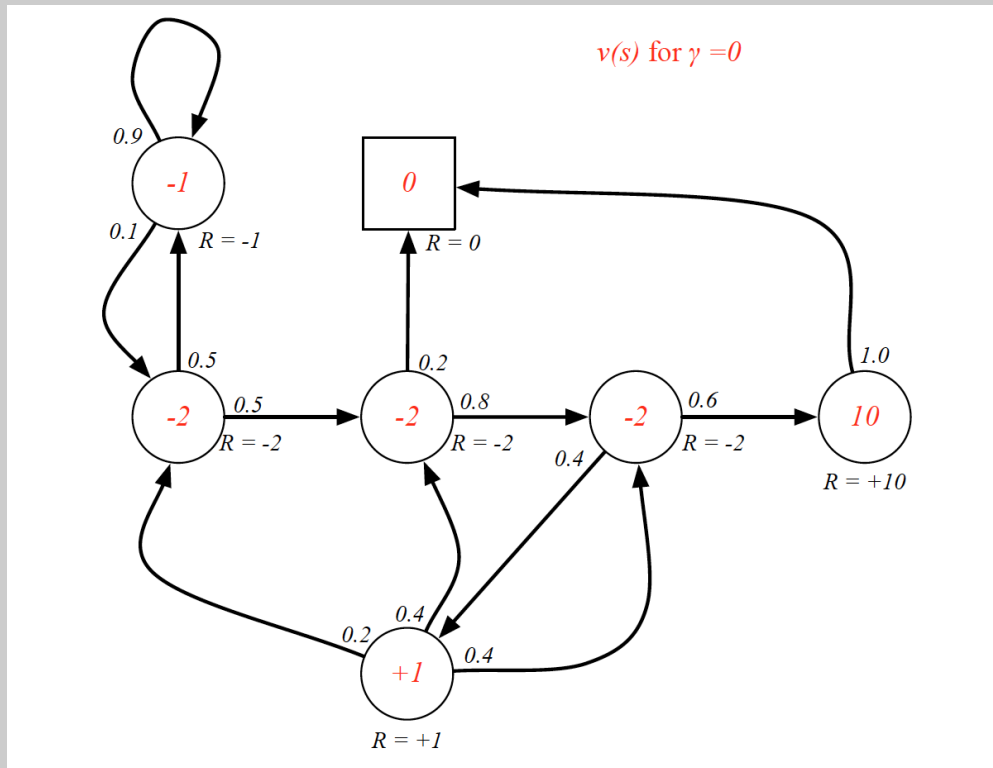 v(s) for γ =0
0.9
-1
0
0.1
R = -1
R = 0
0.5
0.2
1.0
-2
0.5
R = -2
-2
0.8
R = -2
-2
0.6
R = -2
10
0.4
R = +10
0.4
0.2
+1
0.4
R = +1